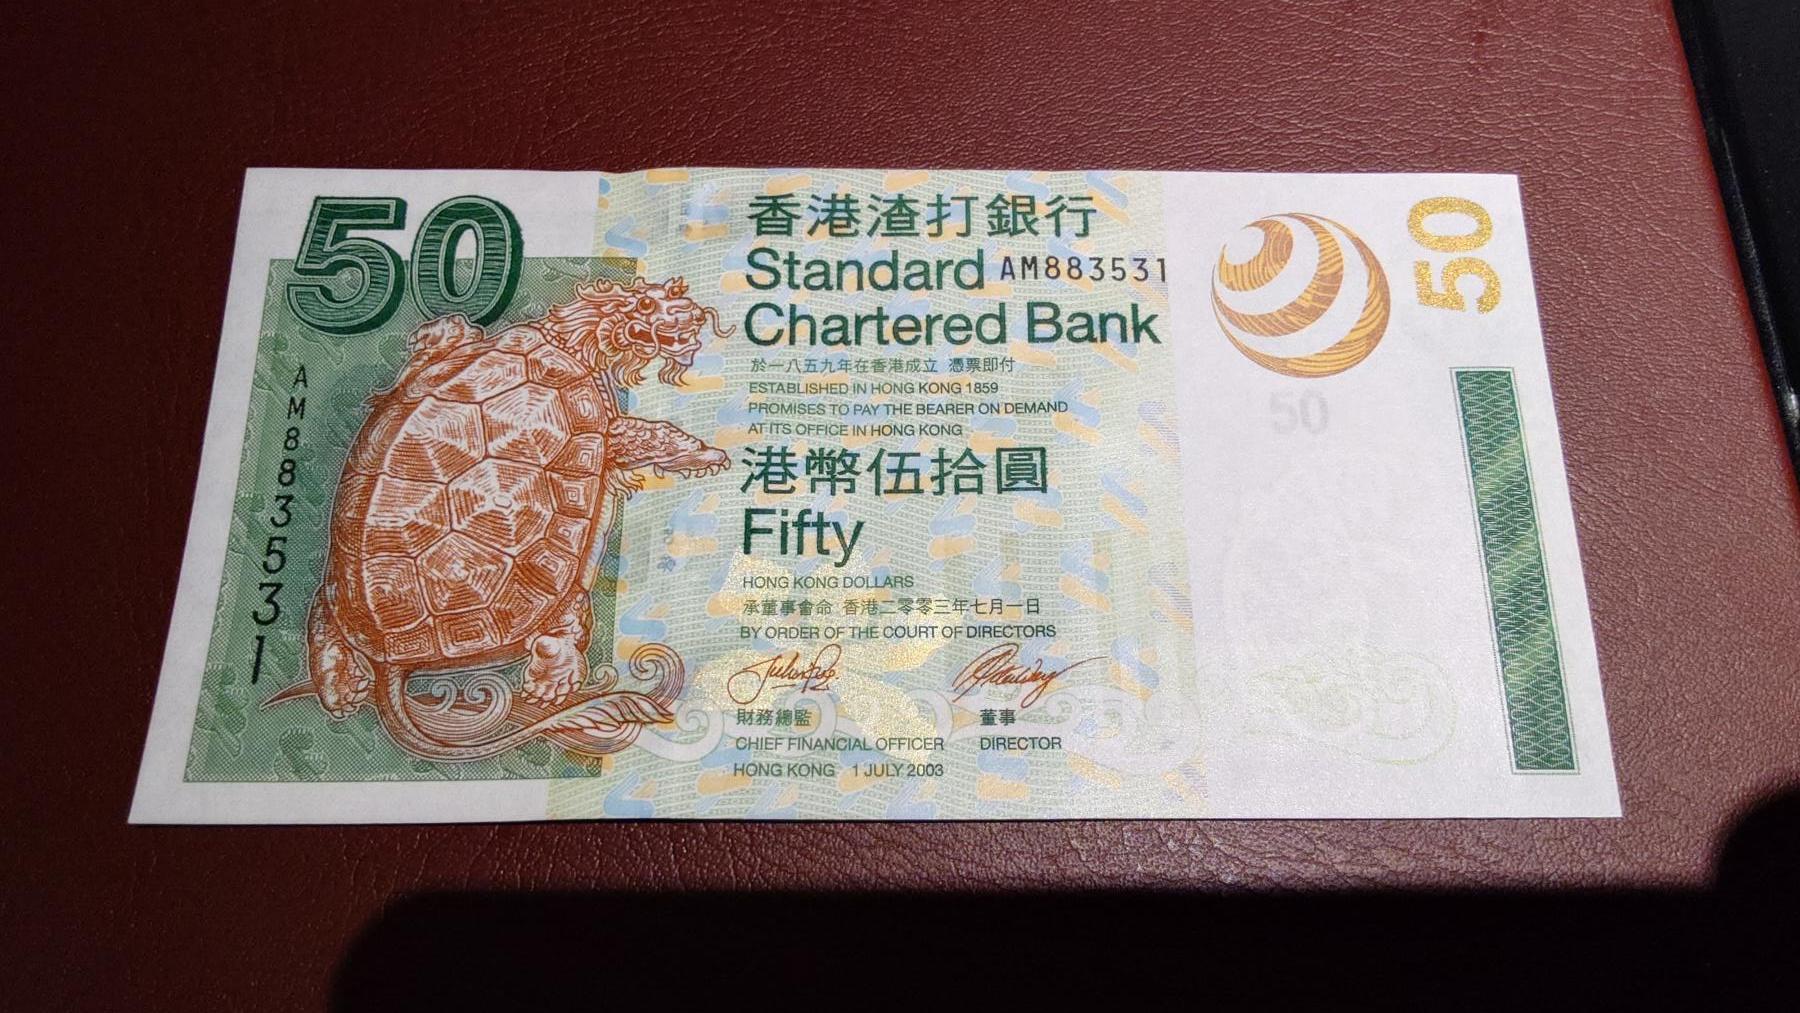 50
香港渣打銀行
Standard AM883531
Chartered Bank
於一八五九年在香港成立 憑票即付
ESTABLISHED IN HONG KONG 1859
PROMISES TO PAY THE BEARER ON DEMAND
AT ITS OFFICE IN HONG KONG
港幣伍拾圓
Fifty
HONG KONG DOLLARS
承董事會命 香港二零零三年七月一日
BY ORDER OF THE COURT OF DIRECTORS
財務總監 董事
CHIEF FINANCIAL OFFICER DIRECTOR
HONG KONG 1 JULY 2003
AM883531
50
50